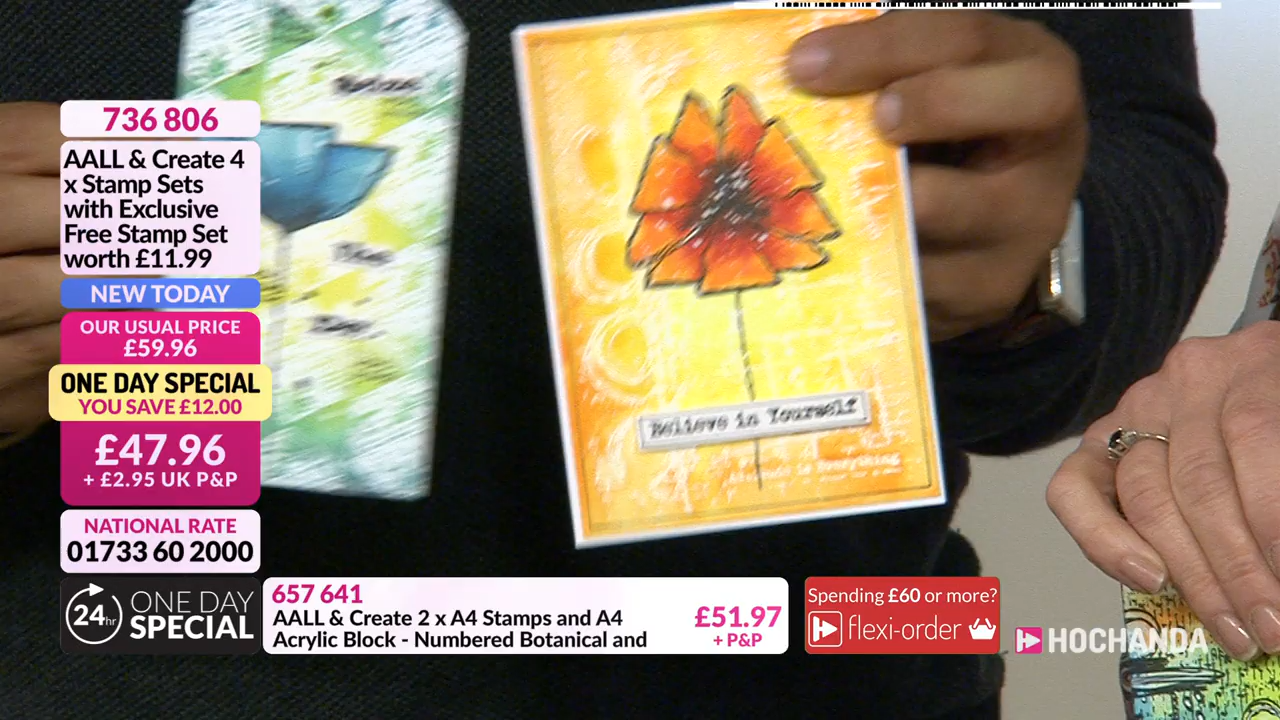 736 806
AALL & Create 4
x Stamp Sets
with Exclusive
Free Stamp Set
worth £11.99
NEW TODAY
OUR USUAL PRICE
£59.96
ONE DAY SPECIAL
YOU SAVE £12.00
£47.96
+ £2.95 UK P&P
NATIONAL RATE
01733 60 2000
24hr
ONE DAY
SPECIAL
657 641
AALL & Create 2 x A4 Stamps and A4
Acrylic Block - Numbered Botanical and
£51.97
+ P&P
Spending £60 or more?
flexi-order
HOCHANDA
Believe in Yourself
is Everything